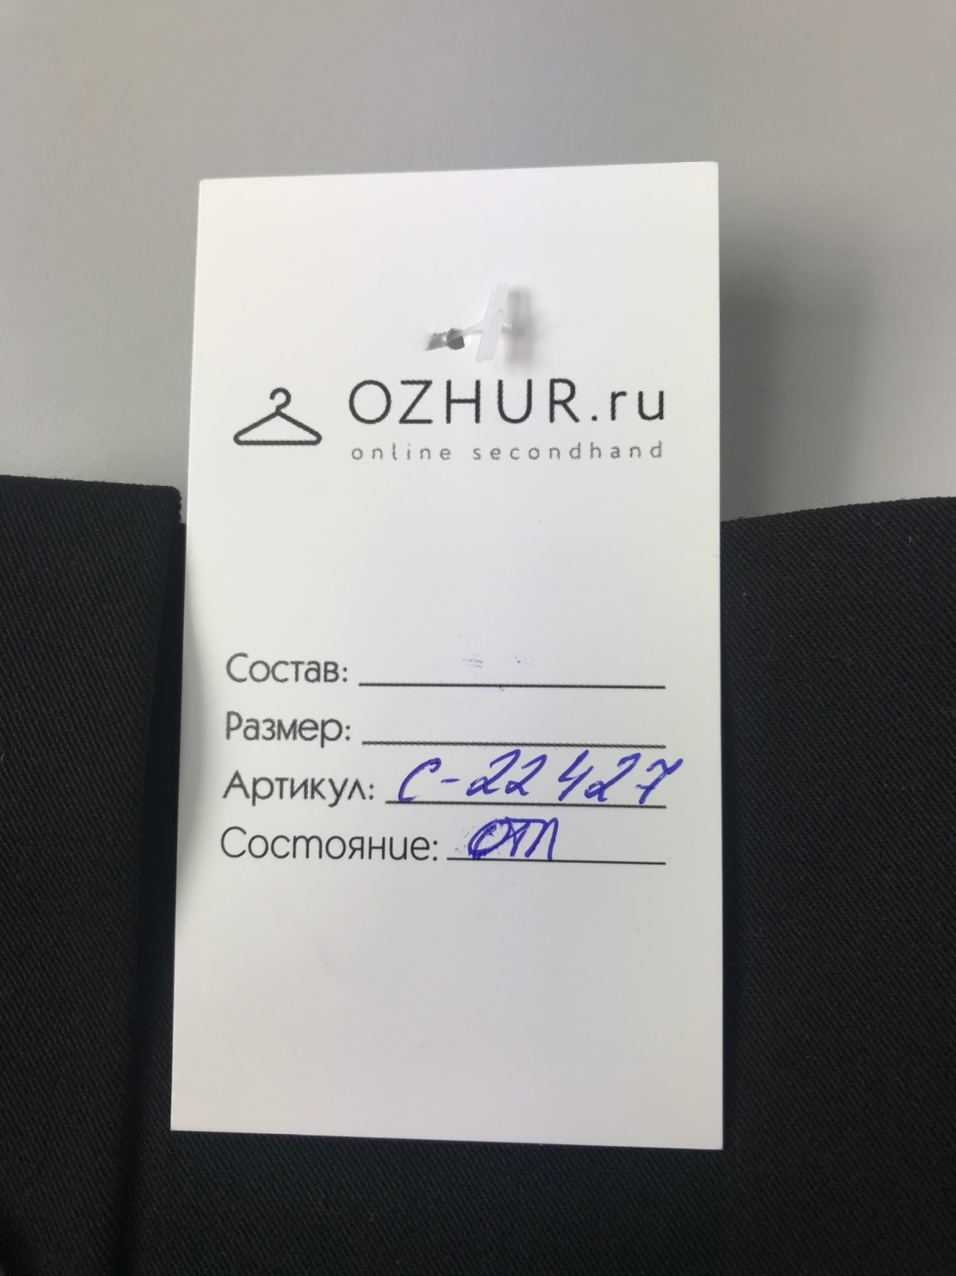 OZHUR.ru
online secondhand
Состав:
Размер:
Артикул: С-22427
Состояние: ОТЛ